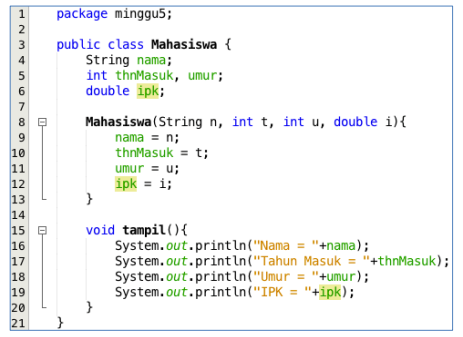 1 package minggu5;
2
3 public class Mahasiswa {
4     String nama;
5     int thnMasuk, umur;
6     double ipk;
7
8     Mahasiswa(String n, int t, int u, double i){
9         nama = n;
10         thnMasuk = t;
11         umur = u;
12         ipk = i;
13     }
14
15     void tampil(){
16         System.out.println("Nama = "+nama);
17         System.out.println("Tahun Masuk = "+thnMasuk);
18         System.out.println("Umur = "+umur);
19         System.out.println("IPK = "+ipk);
20     }
21 }